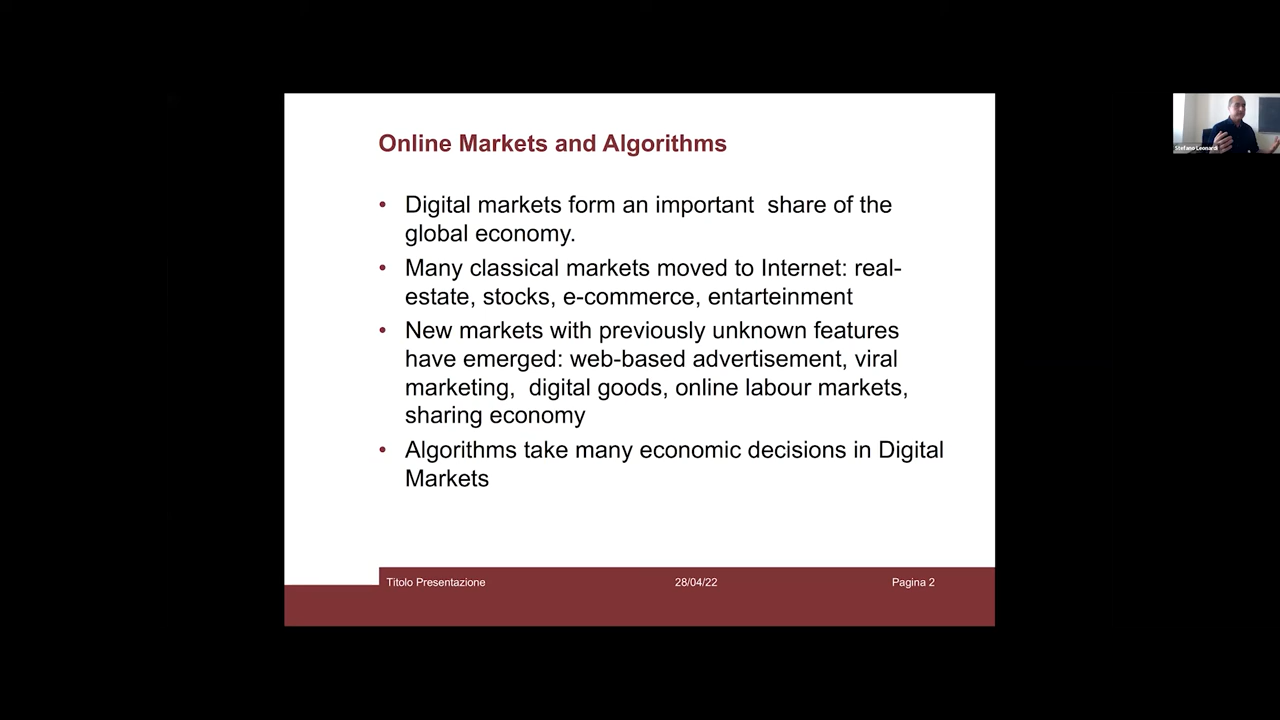 Online Markets and Algorithms
• Digital markets form an important  share of the
global economy.
• Many classical markets moved to Internet: real-
estate, stocks, e-commerce, entarteinment
• New markets with previously unknown features
have emerged: web-based advertisement, viral
marketing,  digital goods, online labour markets,
sharing economy
• Algorithms take many economic decisions in Digital
Markets
Titolo Presentazione
28/04/22
Pagina 2
Stefano Leonardi